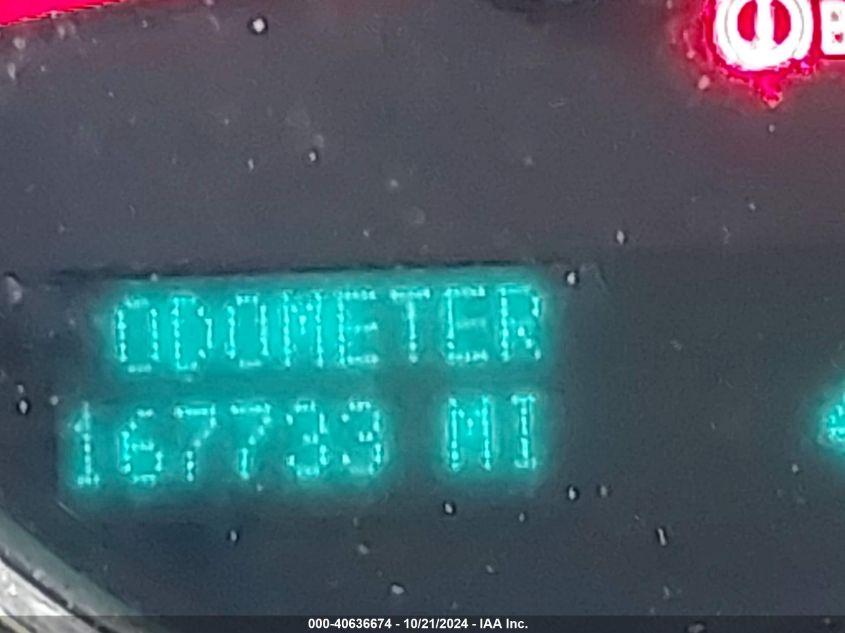 B
ODOMETER
167733 MI
000-40636674 - 10/21/2024 - IAA Inc.